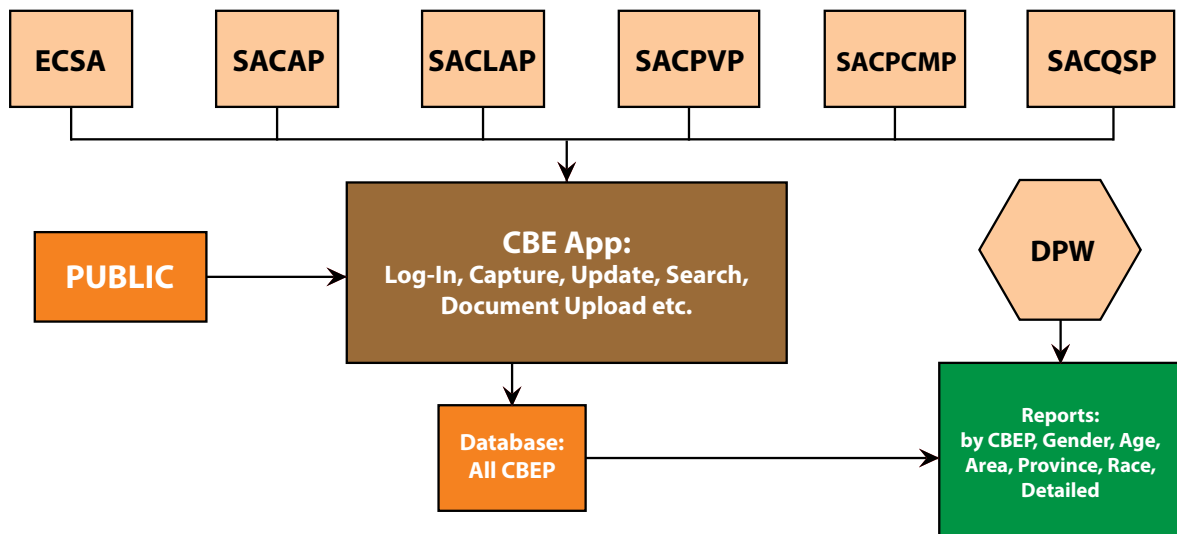 ECSA
SACAP
SACLAP
SACPVP
SACPCMP
SACQSP
CBE App:
Log-In, Capture, Update, Search,
Document Upload etc.
PUBLIC
DPW
Database:
All CBEP
Reports:
by CBEP, Gender, Age,
Area, Province, Race,
Detailed